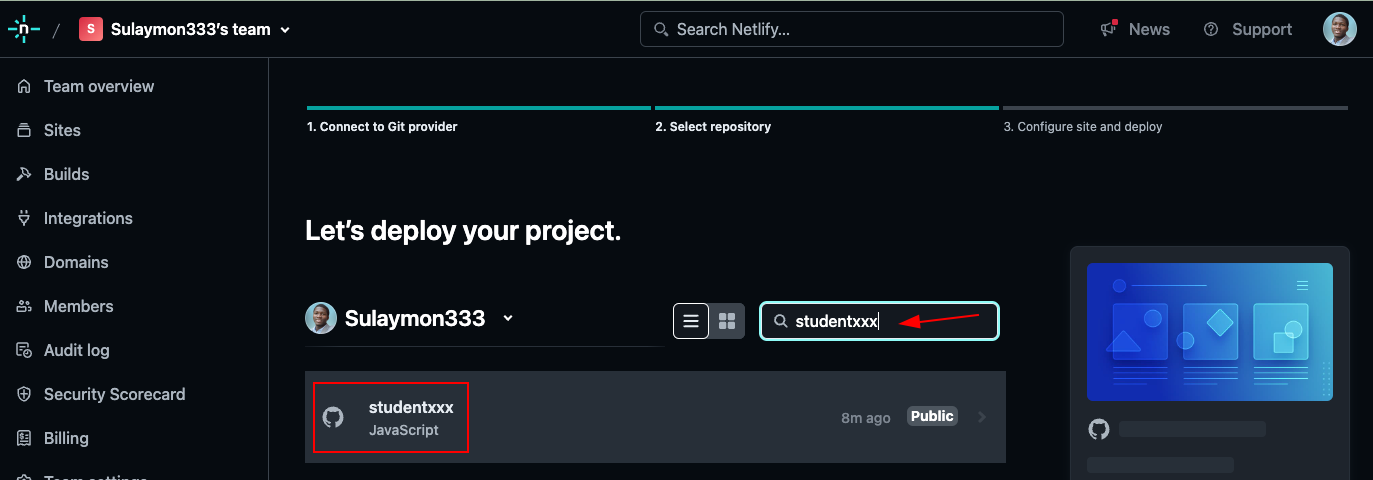 n / S Sulaymon333's team Search Netlify... News Support
Team overview
Sites
Builds
Integrations
Domains
Members
Audit log
Security Scorecard
Billing
Team settings
1. Connect to Git provider 2. Select repository 3. Configure site and deploy
Let's deploy your project.
Sulaymon333 studentxxx
studentxxx
JavaScript
8m ago Public